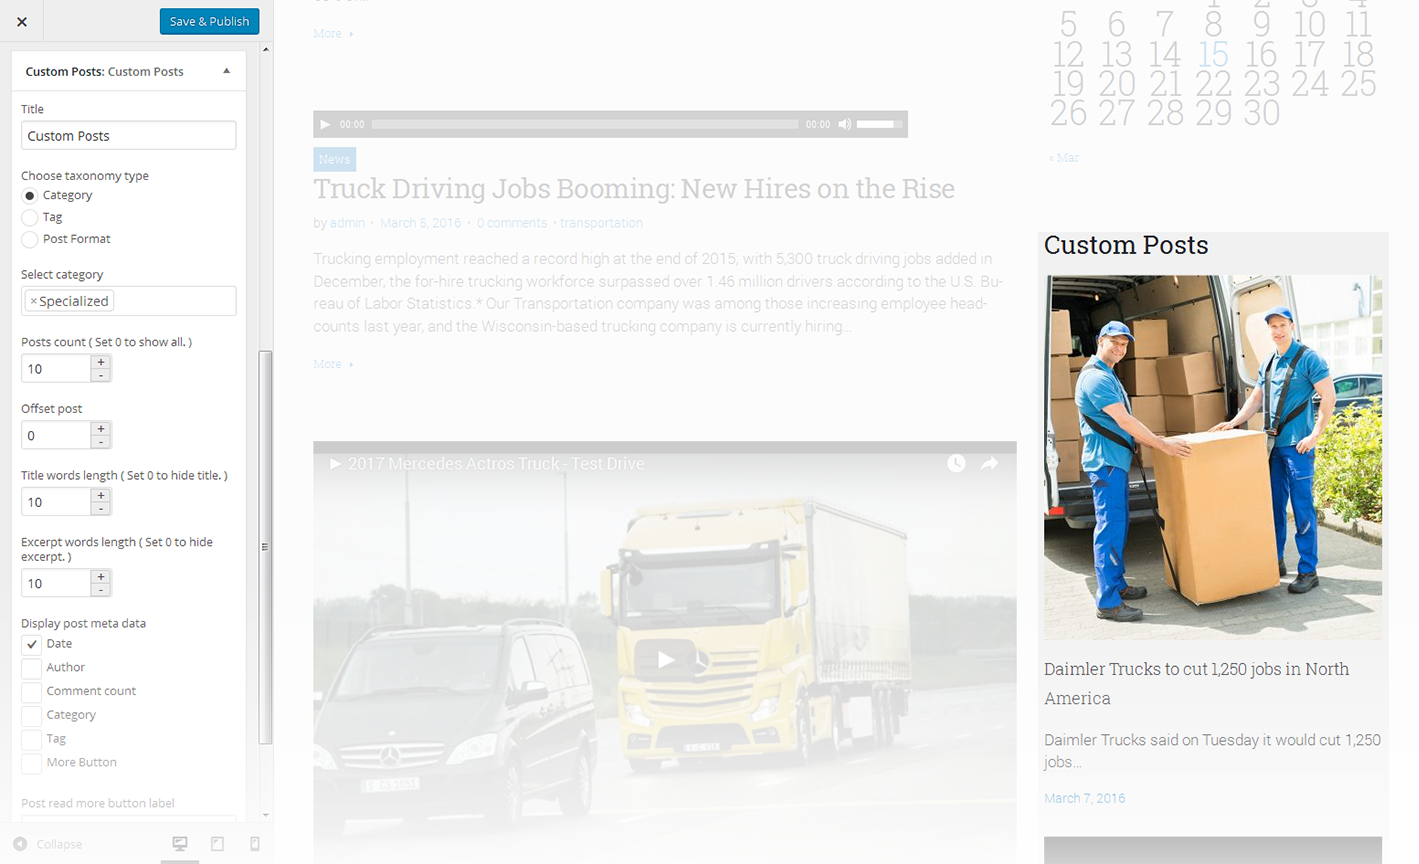 Save & Publish
Custom Posts: Custom Posts
Title
Custom Posts
Choose taxonomy type
Category
Tag
Post Format
Select category
×Specialized
Posts count ( Set 0 to show all. )
10
+
-
Offset post
0
+
-
Title words length ( Set 0 to hide title. )
10
+
-
Excerpt words length ( Set 0 to hide
excerpt. )
10
+
-
Display post meta data
Date
Author
Comment count
Category
Tag
More Button
Post read more button label
Collapse
More
00:00 00:00
News
Truck Driving Jobs Booming: New Hires on the Rise
by admin • March 5, 2016 • 0 comments • transportation
Trucking employment reached a record high at the end of 2015; with 5,300 truck driving jobs added in
December, the for-hire trucking workforce surpassed over 1.46 million drivers according to the U.S. Bu-
reau of Labor Statistics.* Our Transportation company was among those increasing employee head-
counts last year, and the Wisconsin-based trucking company is currently hiring...
More
2017 Mercedes Actros Truck - Test Drive
5 6 7 8 9 10 11
12 13 14 15 16 17 18
19 20 21 22 23 24 25
26 27 28 29 30
« Mar
Custom Posts
Daimler Trucks to cut 1,250 jobs in North
America
Daimler Trucks said on Tuesday it would cut 1,250
jobs...
March 7, 2016